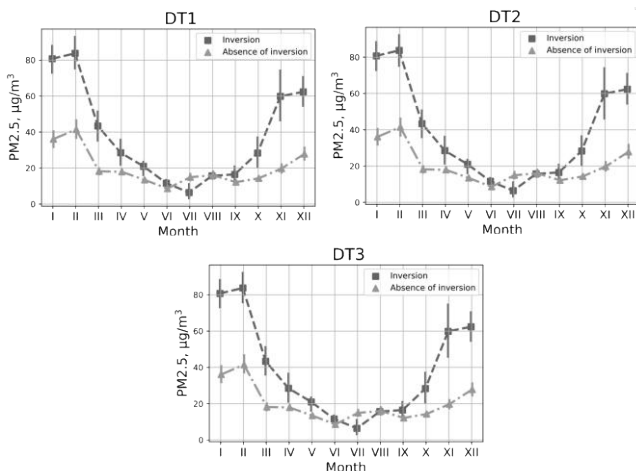 DT1
Inversion
Absence of inversion
PM2.5, μg/m³
80
60
40
20
0
I II III IV V VI VII VIII IX X XI XII
Month
DT2
Inversion
Absence of inversion
PM2.5, μg/m³
80
60
40
20
0
I II III IV V VI VII VIII IX X XI XII
Month
DT3
Inversion
Absence of inversion
PM2.5, μg/m³
80
60
40
20
0
I II III IV V VI VII VIII IX X XI XII
Month